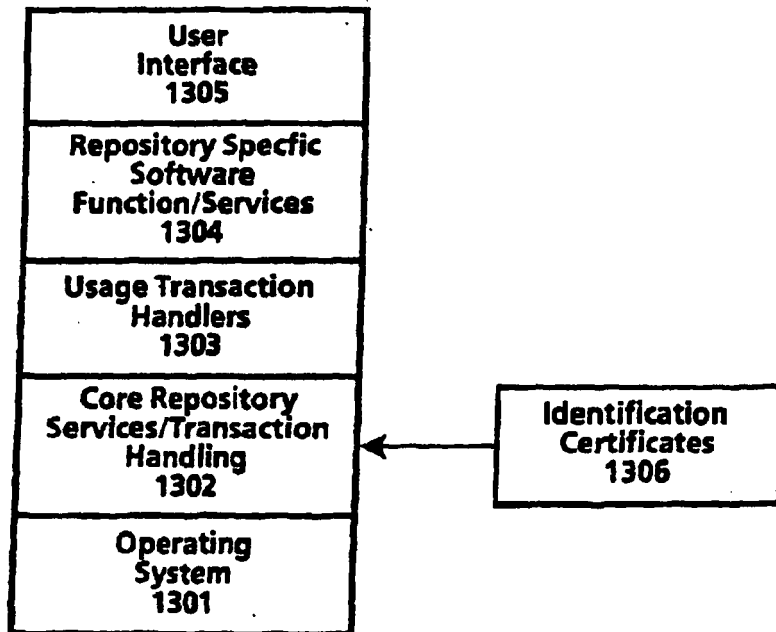 User
Interface
1305
Repository Specfic
Software
Function/Services
1304
Usage Transaction
Handlers
1303
Core Repository
Services/Transaction
Handling
1302
Identification
Certificates
1306
Operating
System
1301